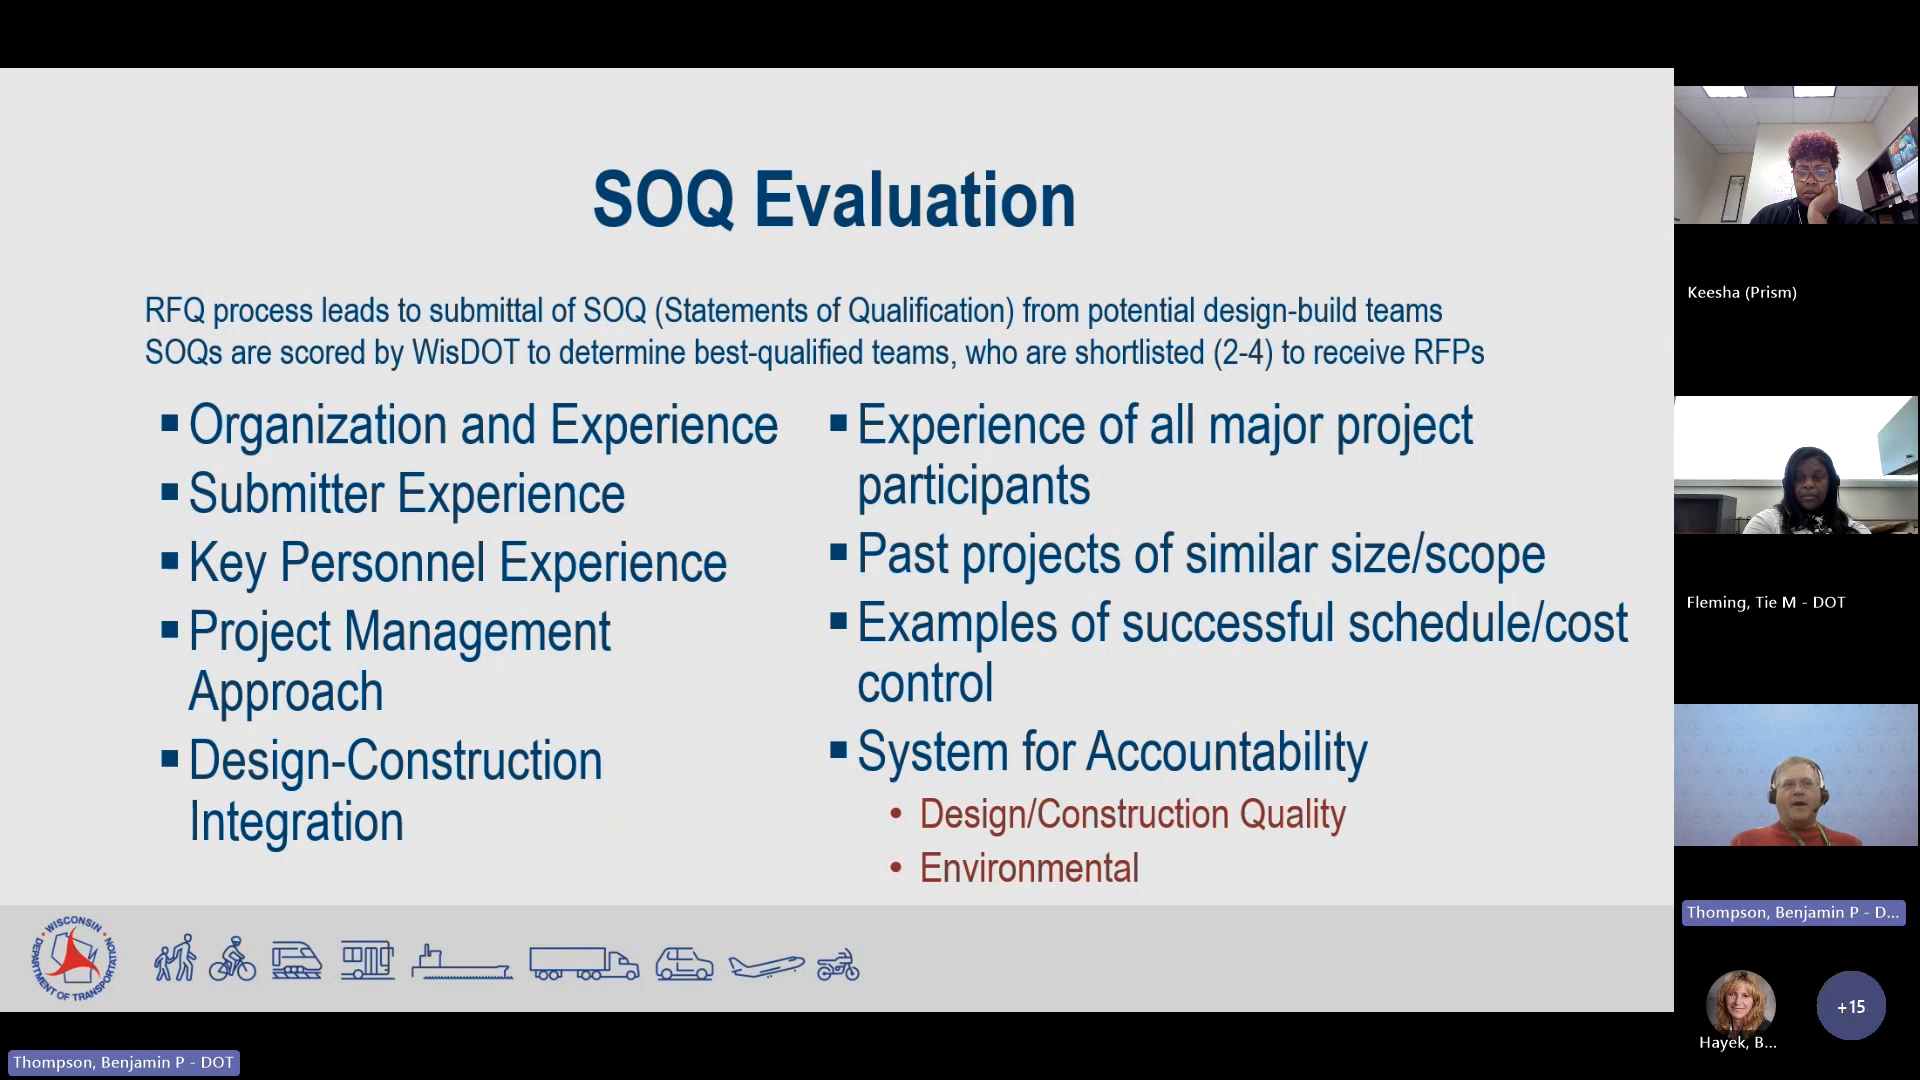 SOQ Evaluation
RFQ process leads to submittal of SOQ (Statements of Qualification) from potential design-build teams
SOQs are scored by WisDOT to determine best-qualified teams, who are shortlisted (2-4) to receive RFPs
▪ Organization and Experience
▪ Submitter Experience
▪ Key Personnel Experience
▪ Project Management
Approach
▪ Design-Construction
Integration
▪ Experience of all major project
participants
▪ Past projects of similar size/scope
▪ Examples of successful schedule/cost
control
▪ System for Accountability
• Design/Construction Quality
• Environmental
WISCONSIN
DEPARTMENT OF TRANSPORTATION
Keesha (Prism)
Fleming, Tie M - DOT
Thompson, Benjamin P - D...
Hayek, B...
+15
Thompson, Benjamin P - DOT